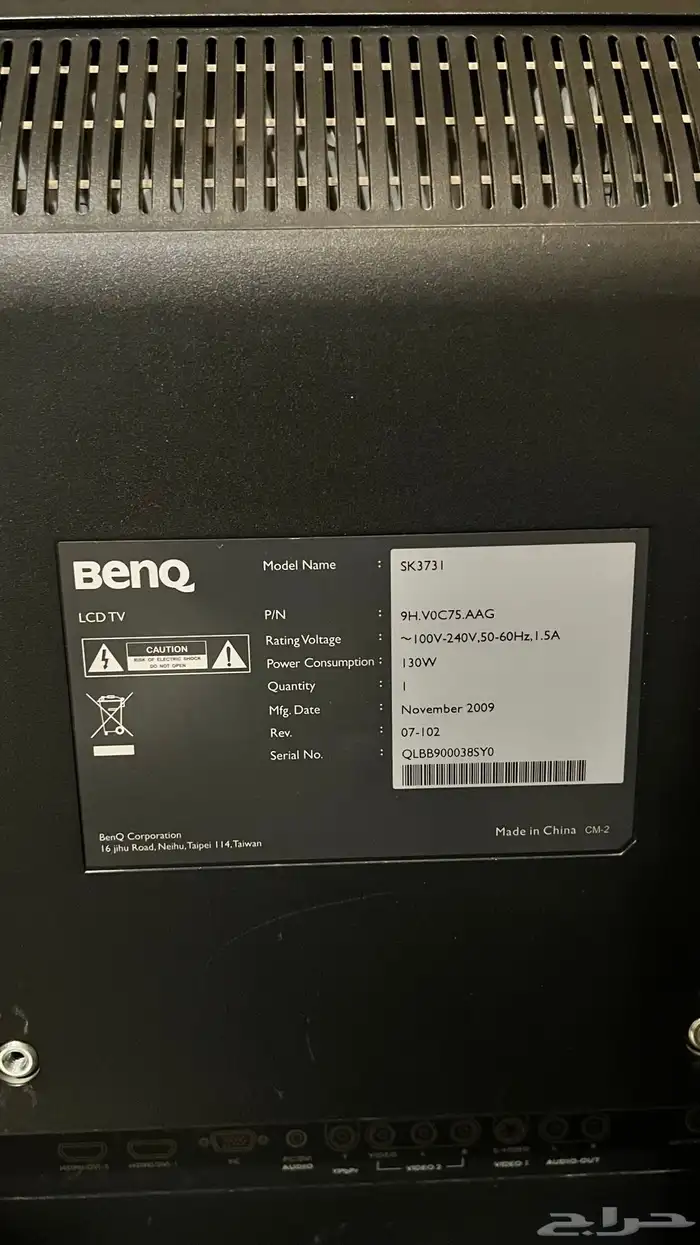 BenQ
LCD TV
CAUTION
RISK OF ELECTRIC SHOCK
DO NOT OPEN
Model Name : SK3731
P/N : 9H.V0C75.AAG
Rating Voltage : ~100V-240V,50-60Hz,1.5A
Power Consumption : 130W
Quantity : 1
Mfg. Date : November 2009
Rev. : 07-102
Serial No. : QLBB900038SY0
BenQ Corporation
16 jihu Road, Neihu, Taipei 114, Taiwan
Made in China CM-2
PC
AUDIO
VIDEO
L
R
VIDEO 2
S-VIDEO
VIDEO 1
L
R
AUDIO-OUT
حراج